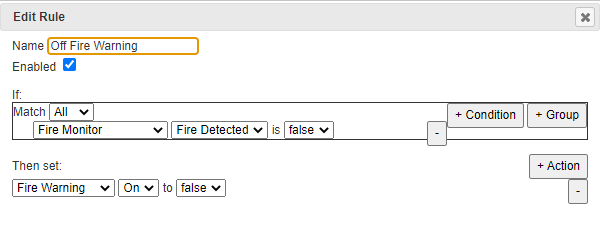 Edit Rule
Name Off Fire Warning
Enabled
If:
Match All + Condition + Group
Fire Monitor Fire Detected is false -
Then set: + Action
Fire Warning On to false -